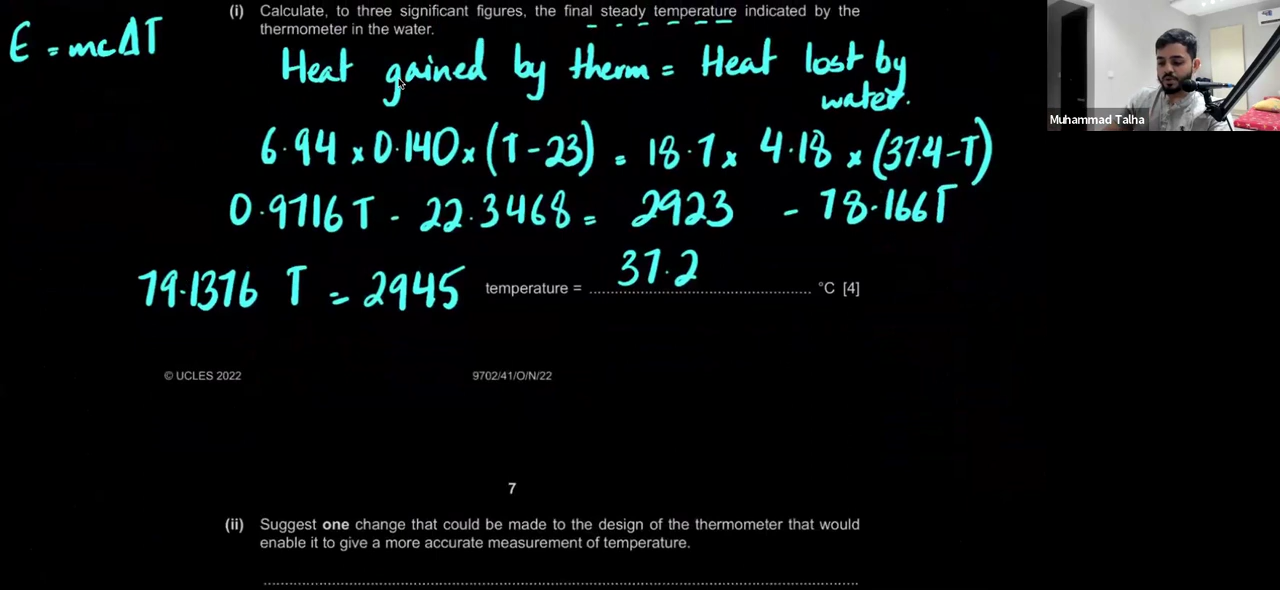 (i) Calculate, to three significant figures, the final steady temperature indicated by the
thermometer in the water.
E = mcΔT
Heat gained by therm = Heat lost by
water.
Muhammad Talha
6.94 × 0.140 × (T - 23) = 18.7 × 4.18 × (37.4 - T)
0.9716 T - 22.3468 = 2923 - 78.166T
79.1376 T = 2945
temperature = 37.2 °C [4]
© UCLES 2022 9702/41/O/N/22
7
(ii) Suggest one change that could be made to the design of the thermometer that would
enable it to give a more accurate measurement of temperature.